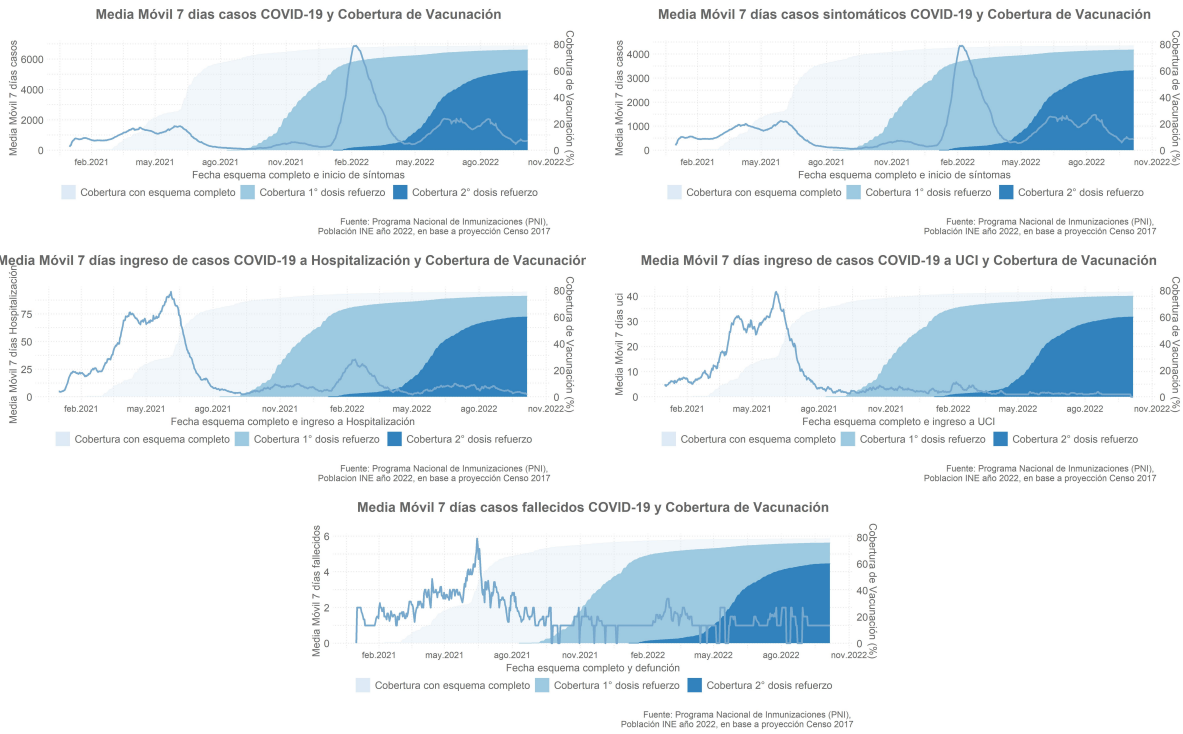 Media Móvil 7 dias casos COVID-19 y Cobertura de Vacunación
Media Móvil 7 días casos
6000
4000
2000
0
80
60
40
20
0
Cobertura de Vacunación (%)
feb.2021 may.2021 ago.2021 nov.2021 feb.2022 may.2022 ago.2022 nov.2022
Fecha esquema completo e inicio de síntomas
Cobertura con esquema completo Cobertura 1° dosis refuerzo Cobertura 2° dosis refuerzo
Fuente: Programa Nacional de Inmunizaciones (PNI),
Población INE año 2022, en base a proyección Censo 2017
Media Móvil 7 días casos sintomáticos COVID-19 y Cobertura de Vacunación
Media Móvil 7 días casos
4000
3000
2000
1000
0
80
60
40
20
0
Cobertura de Vacunación (%)
feb.2021 may.2021 ago.2021 nov.2021 feb.2022 may.2022 ago.2022 nov.2022
Fecha esquema completo e inicio de síntomas
Cobertura con esquema completo Cobertura 1° dosis refuerzo Cobertura 2° dosis refuerzo
Fuente: Programa Nacional de Inmunizaciones (PNI),
Población INE año 2022, en base a proyección Censo 2017
Media Móvil 7 días ingreso de casos COVID-19 a Hospitalización y Cobertura de Vacunación
Media Móvil 7 días Hospitalización
75
50
25
0
80
60
40
20
0
Cobertura de Vacunación (%)
feb.2021 may.2021 ago.2021 nov.2021 feb.2022 may.2022 ago.2022 nov.2022
Fecha esquema completo e ingreso a Hospitalización
Cobertura con esquema completo Cobertura 1° dosis refuerzo Cobertura 2° dosis refuerzo
Fuente: Programa Nacional de Inmunizaciones (PNI),
Poblacion INE año 2022, en base a proyección Censo 2017
Media Móvil 7 días ingreso de casos COVID-19 a UCI y Cobertura de Vacunación
Media Móvil 7 días uci
40
30
20
10
0
80
60
40
20
0
Cobertura de Vacunación (%)
feb.2021 may.2021 ago.2021 nov.2021 feb.2022 may.2022 ago.2022 nov.2022
Fecha esquema completo e ingreso a UCI
Cobertura con esquema completo Cobertura 1° dosis refuerzo Cobertura 2° dosis refuerzo
Fuente: Programa Nacional de Inmunizaciones (PNI),
Poblacion INE año 2022, en base a proyección Censo 2017
Media Móvil 7 días casos fallecidos COVID-19 y Cobertura de Vacunación
Media Móvil 7 días fallecidos
6
4
2
0
80
60
40
20
0
Cobertura de Vacunación (%)
feb.2021 may.2021 ago.2021 nov.2021 feb.2022 may.2022 ago.2022 nov.2022
Fecha esquema completo y defunción
Cobertura con esquema completo Cobertura 1° dosis refuerzo Cobertura 2° dosis refuerzo
Fuente: Programa Nacional de Inmunizaciones (PNI),
Población INE año 2022, en base a proyección Censo 2017